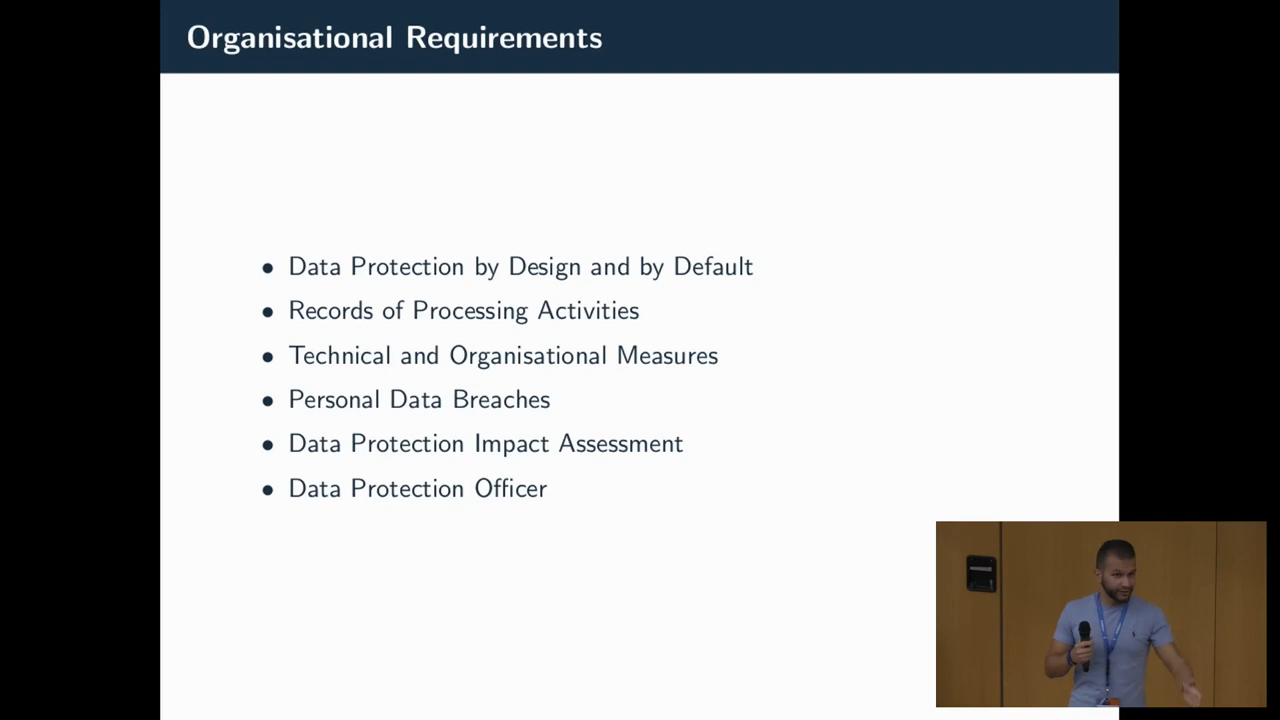 Organisational Requirements
Data Protection by Design and by Default
Records of Processing Activities
Technical and Organisational Measures
Personal Data Breaches
Data Protection Impact Assessment
Data Protection Officer